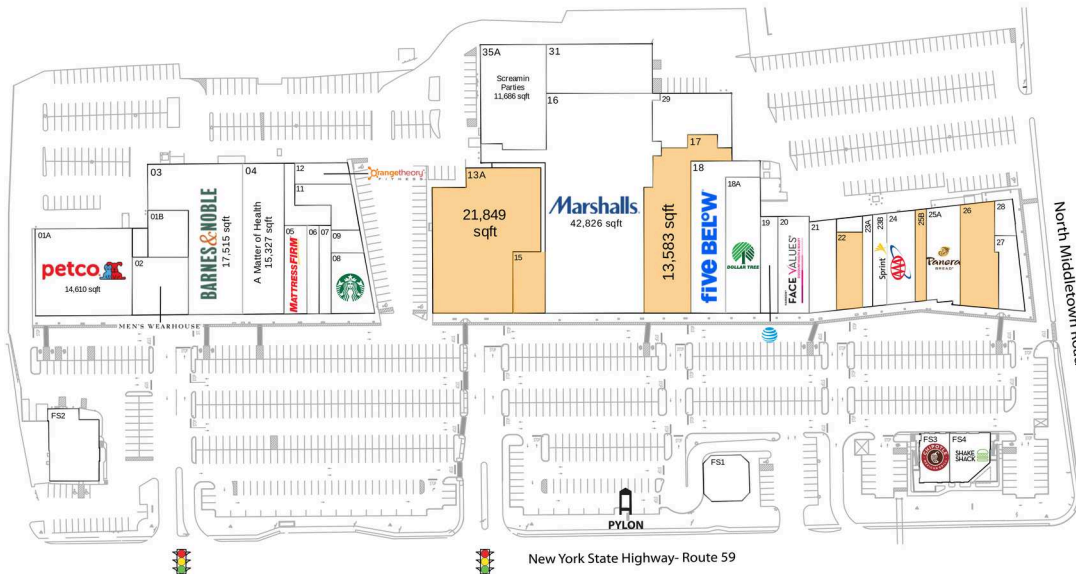 35A
31
Screamin
Parties
11,686 sqft
16
29
17
03
04
12
orangetheory
FITNESS
11
13A
18
18A
01B
01A
02
petco
14,610 sqft
BARNES&NOBLE
17,515 sqft
A Matter of Health
15,327 sqft
05
06
07
09
08
MATTRESSFIRM
21,849
sqft
15
Marshalls.
42,826 sqft
13,583 sqft
five BELOW
DOLLAR TREE
19
20
FACE VALUES
21
22
23A
23B
24
25B
25A
26
28
27
Sprint
AAA
Panera
BREAD
MEN'S WEARHOUSE
North Middletown Road
FS2
FS1
FS3
FS4
CHIPOTLE
SHAKE
SHACK
PYLON
New York State Highway- Route 59